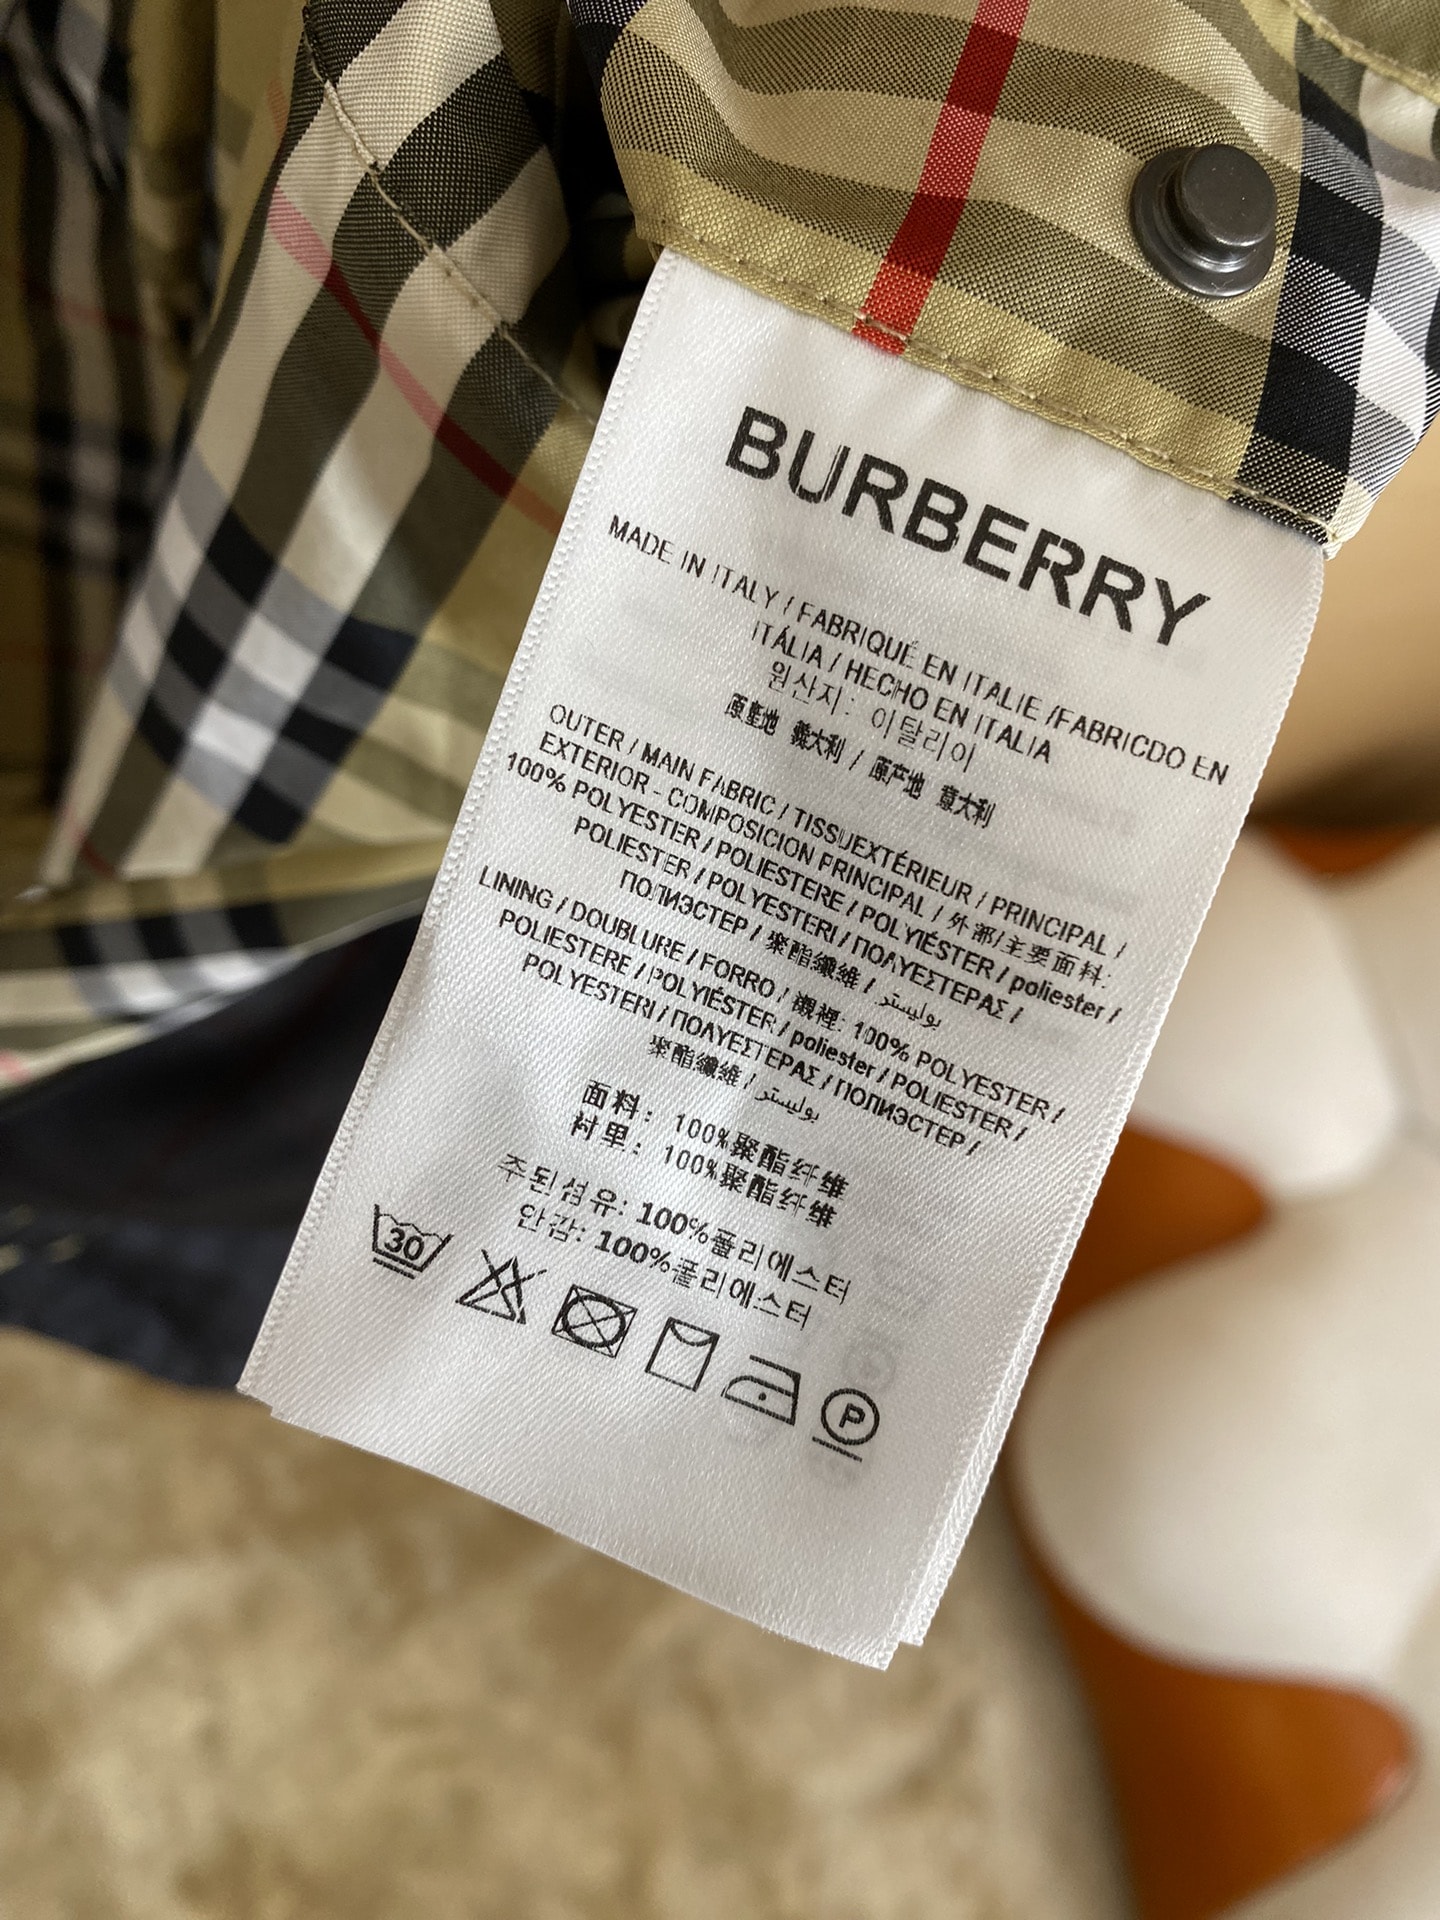 BURBERRY
MADE IN ITALY / FABRIQUÉ EN ITALIE /FABRICDO EN
ITÁLIA / HECHO EN ITALIA
원산지: 이탈리아
原產地 義大利 / 原产地 意大利
OUTER / MAIN FABRIC / TISSUEXTÉRIEUR / PRINCIPAL /
EXTERIOR - COMPOSICION PRINCIPAL / 外部/主要面料:
100% POLYESTER / POLIESTERE / POLYIÉSTER / poliester /
POLIESTER / POLYESTERI / ΠΟΛΥΕΣΤΕΡΑΣ /
ПОЛИЭСТЕР / 聚酯纖維 / بوليستر
LINING / DOUBLURE / FORRO / 襯裡: 100% POLYESTER /
POLIESTERE / POLYIÉSTER / poliester / POLIESTER /
POLYESTERI / ΠΟΛΥΕΣΤΕΡΑΣ / ПОЛИЭСТЕР /
聚酯纖維 / بوليستر
面料: 100%聚酯纤维
衬里: 100%聚酯纤维
주된섬유: 100%폴리에스터
안감: 100%폴리에스터
30
P